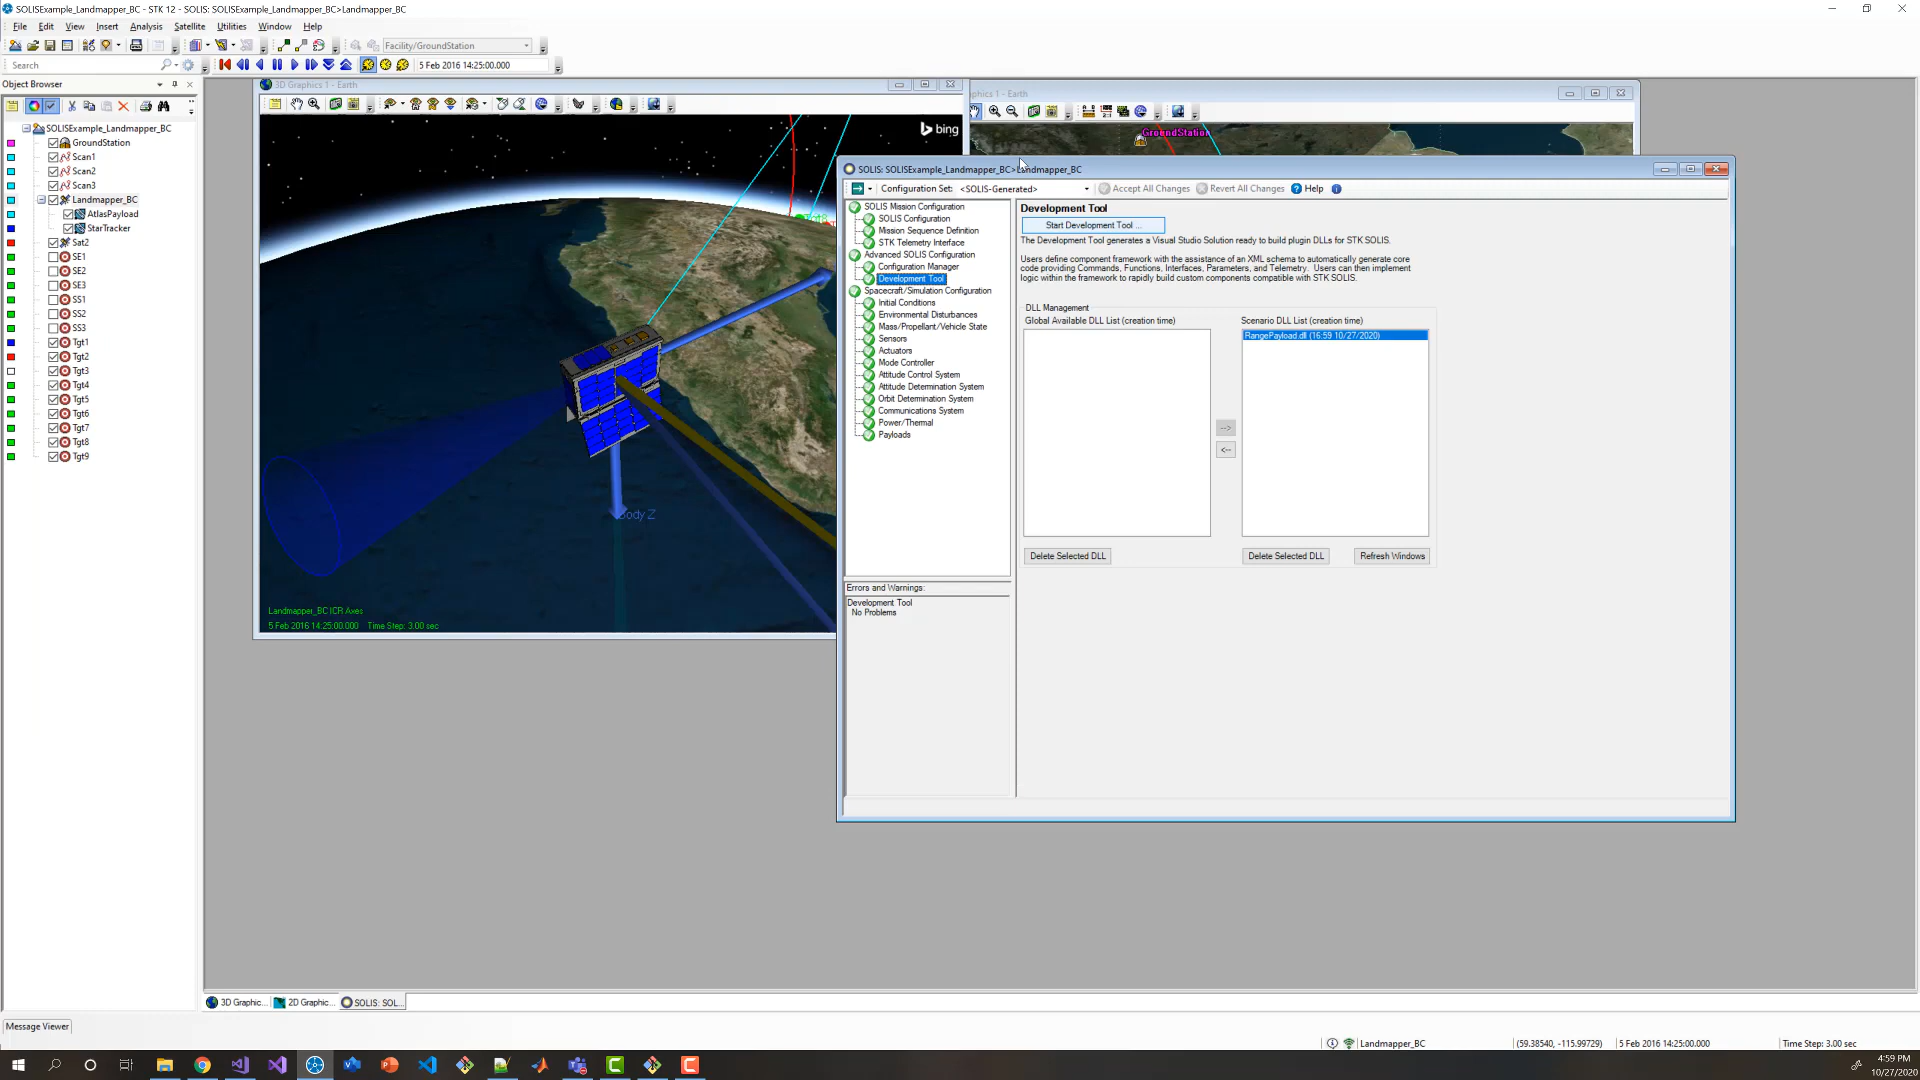 SOLISExample_Landmapper_BC - STK 12 - SOLIS: SOLISExample_Landmapper_BC>Landmapper_BC
File Edit View Insert Analysis Satellite Utilities Window Help
Facility/GroundStation
Search
5 Feb 2016 14:25:00.000
Object Browser
SOLISExample_Landmapper_BC
GroundStation
Scan1
Scan2
Scan3
Landmapper_BC
AtlasPayload
StarTracker
Sat2
SE1
SE2
SE3
SS1
SS2
SS3
Tgt1
Tgt2
Tgt3
Tgt4
Tgt5
Tgt6
Tgt7
Tgt8
Tgt9
3D Graphics 1 - Earth
bing
Body Z
Landmapper_BC ICR Axes
5 Feb 2016 14:25:00.000 Time Step: 3.00 sec
phics 1 - Earth
GroundStation
SOLIS: SOLISExample_Landmapper_BC>Landmapper_BC
Configuration Set: <SOLIS-Generated> Accept All Changes Revert All Changes Help
SOLIS Mission Configuration
SOLIS Configuration
Mission Sequence Definition
STK Telemetry Interface
Advanced SOLIS Configuration
Configuration Manager
Development Tool
Spacecraft/Simulation Configuration
Initial Conditions
Environmental Disturbances
Mass/Propellant/Vehicle State
Sensors
Actuators
Mode Controller
Attitude Control System
Attitude Determination System
Orbit Determination System
Communications System
Power/Thermal
Payloads
Errors and Warnings:
Development Tool
No Problems
Development Tool
Start Development Tool ...
The Development Tool generates a Visual Studio Solution ready to build plugin DLLs for STK SOLIS.
Users define component framework with the assistance of an XML schema to automatically generate core
code providing Commands, Functions, Interfaces, Parameters, and Telemetry. Users can then implement
logic within the framework to rapidly build custom components compatible with STK SOLIS.
DLL Management
Global Available DLL List (creation time)
Scenario DLL List (creation time)
RangePayload.dll (16:59 10/27/2020)
-->
<--
Delete Selected DLL
Delete Selected DLL
Refresh Windows
3D Graphic... 2D Graphic... SOLIS: SOL...
Message Viewer
Landmapper_BC (59.38540, -115.99729) 5 Feb 2016 14:25:00.000 Time Step: 3.00 sec
4:59 PM
10/27/2020